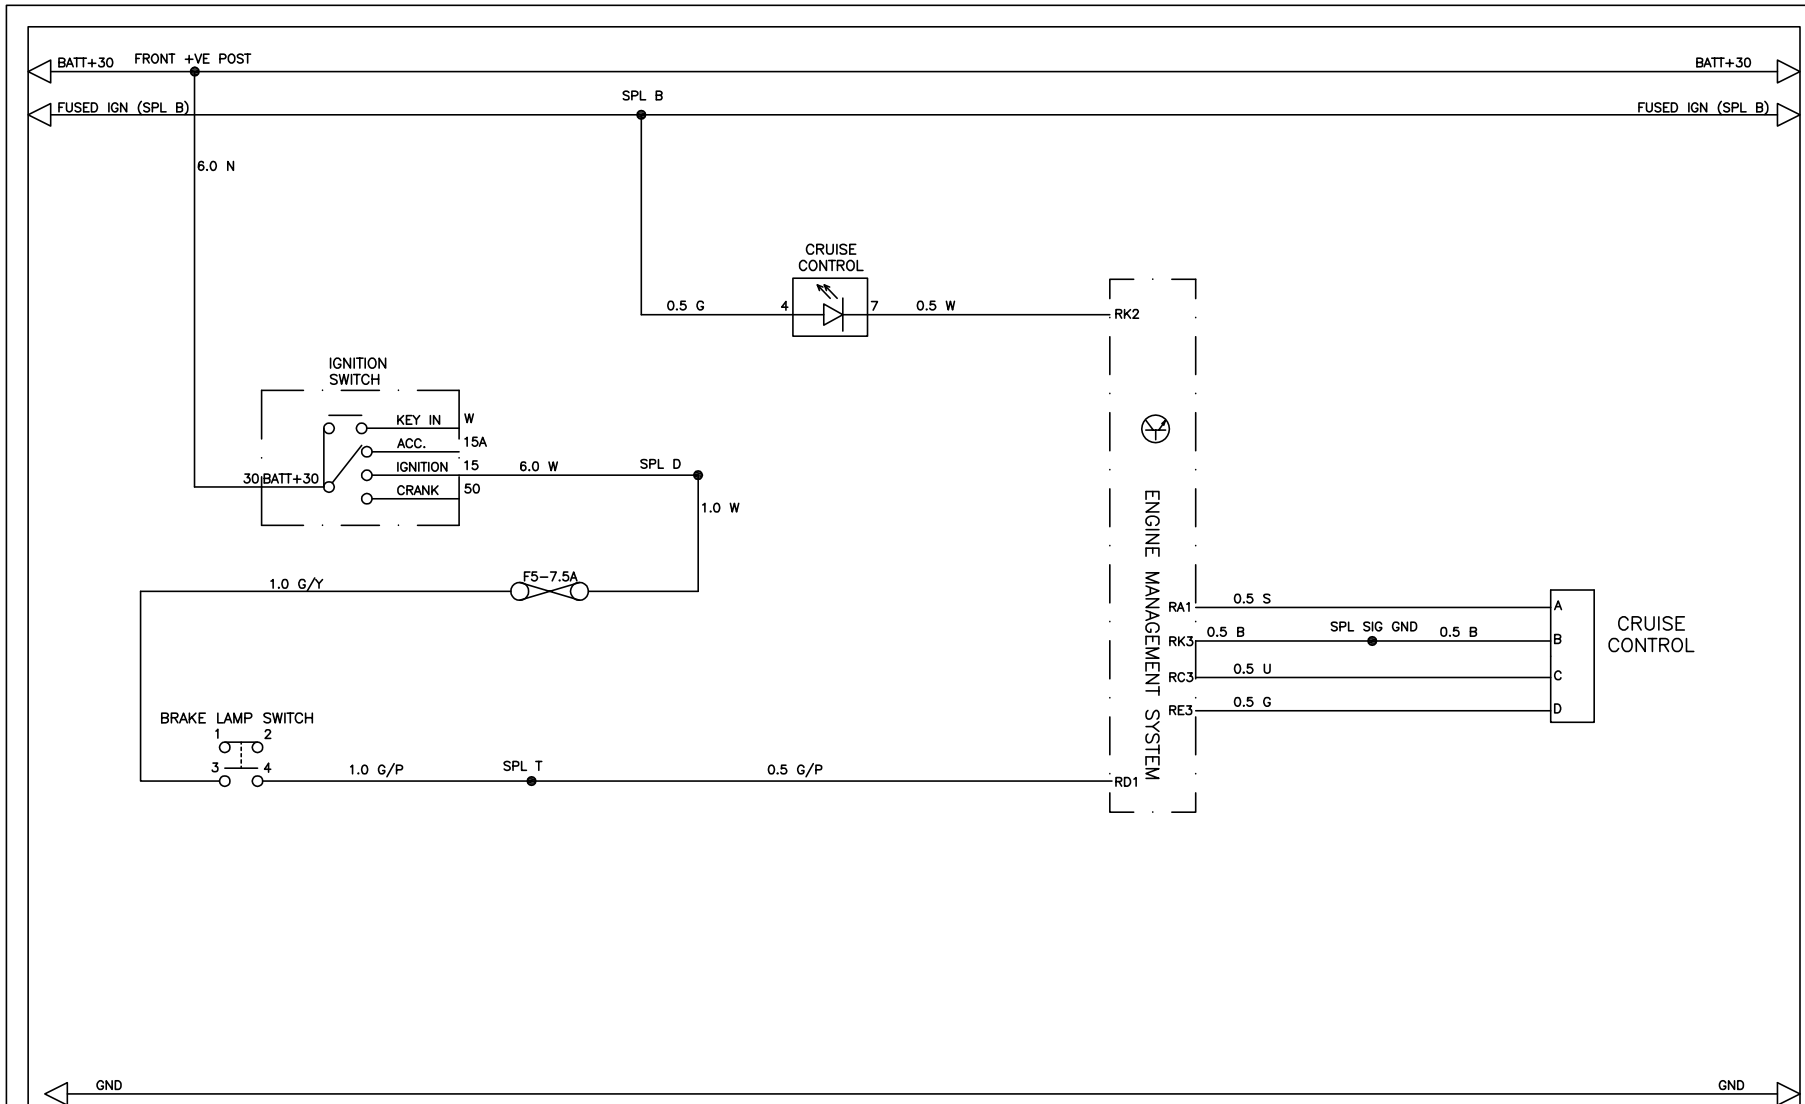 BATT+30
FRONT +VE POST
BATT+30
FUSED IGN (SPL B)
SPL B
FUSED IGN (SPL B)
6.0 N
CRUISE
CONTROL
0.5 G
4
7
0.5 W
RK2
IGNITION
SWITCH
KEY IN
W
ACC.
15A
IGNITION
15
6.0 W
SPL D
30
BATT+30
CRANK
50
1.0 W
ENGINE MANAGEMENT SYSTEM
1.0 G/Y
F5-7.5A
RA1
0.5 S
A
RK3
0.5 B
SPL SIG GND
0.5 B
B
CRUISE
CONTROL
RC3
0.5 U
C
RE3
0.5 G
D
BRAKE LAMP SWITCH
1
2
3
4
1.0 G/P
SPL T
0.5 G/P
RD1
GND
GND